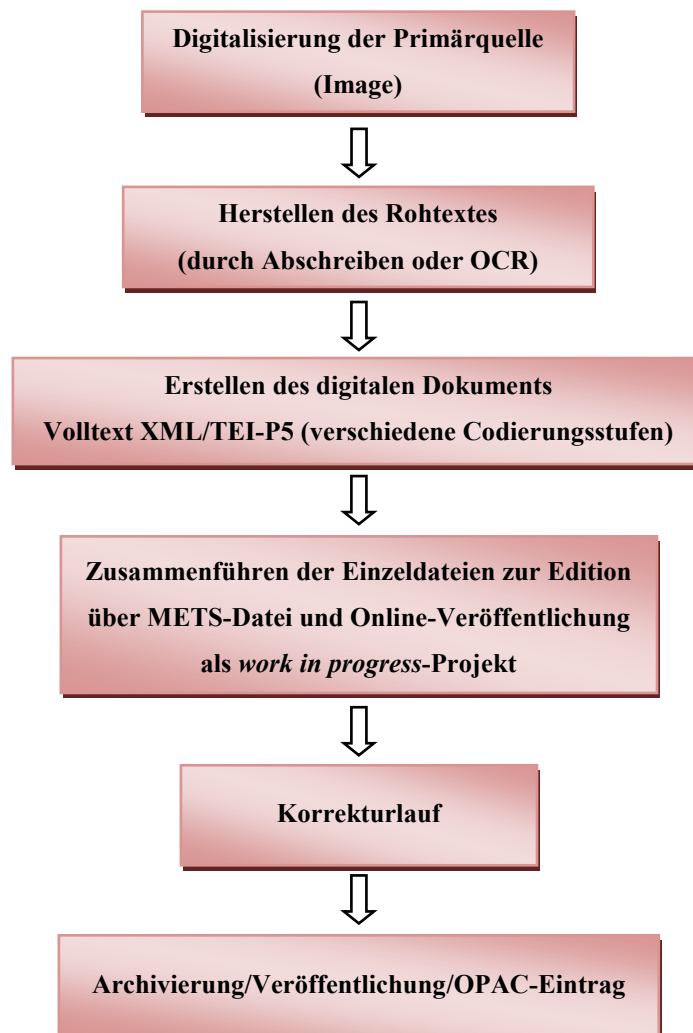 Digitalisierung der Primärquelle
(Image)
Herstellen des Rohtextes
(durch Abschreiben oder OCR)
Erstellen des digitalen Dokuments
Volltext XML/TEI-P5 (verschiedene Codierungsstufen)
Zusammenführen der Einzeldateien zur Edition
über METS-Datei und Online-Veröffentlichung
als work in progress-Projekt
Korrekturlauf
Archivierung/Veröffentlichung/OPAC-Eintrag